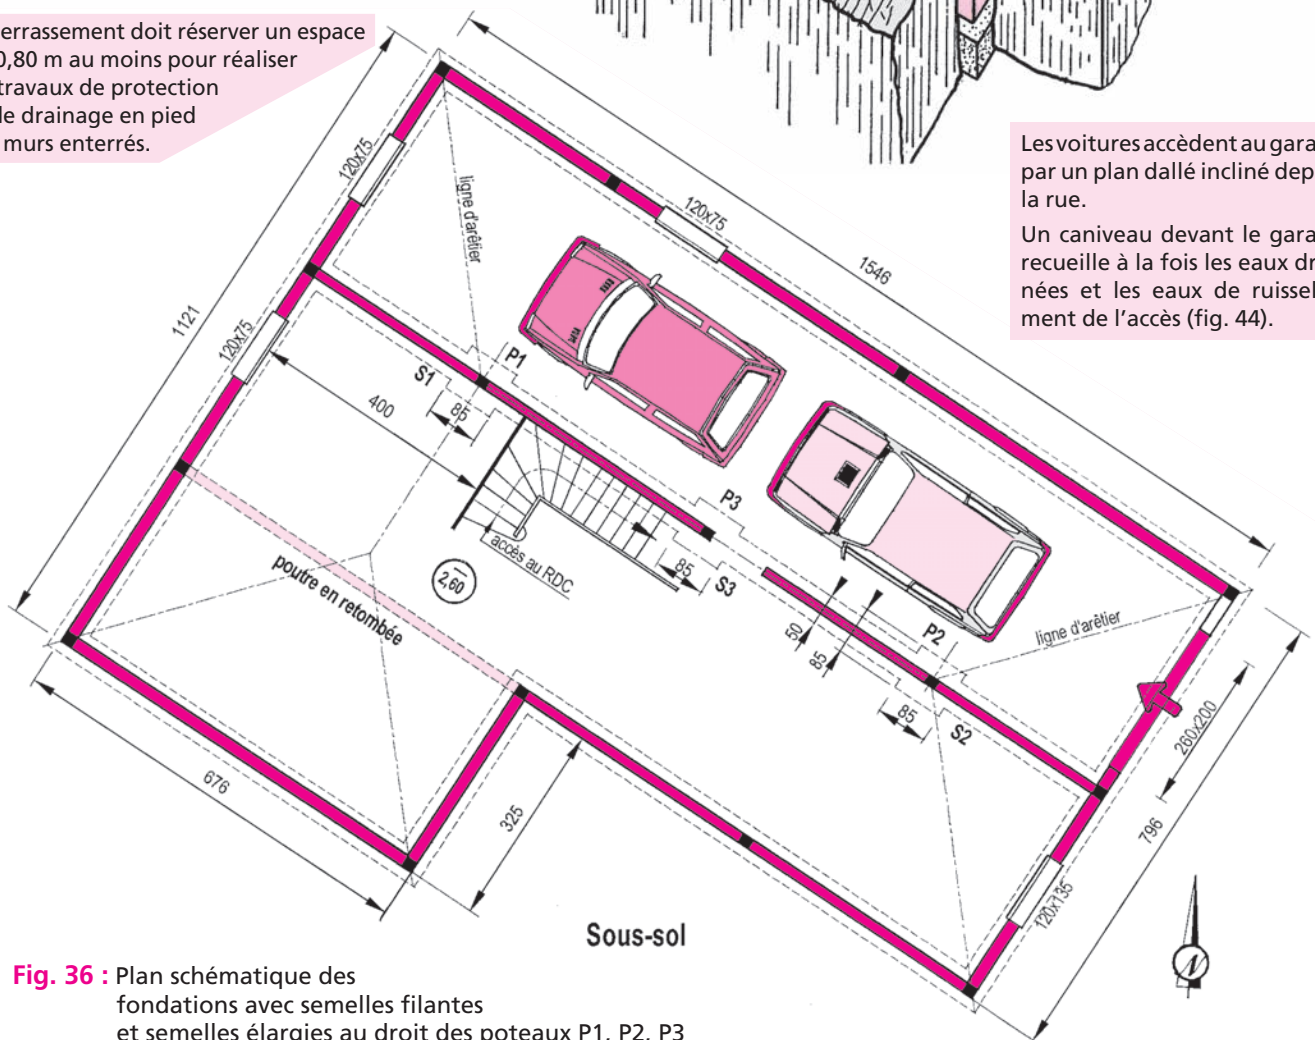 errassement doit réserver un espace
0,80 m au moins pour réaliser
travaux de protection
de drainage en pied
murs enterrés.
Les voitures accèdent au gara
par un plan dallé incliné dep
la rue.
Un caniveau devant le gara
recueille à la fois les eaux dr
nées et les eaux de ruissel
ment de l'accès (fig. 44).
120x75
ligne d'arêtier
120x75
1546
1121
120x75
400
S1
85
P1
P3
accès au RDC
2,60
85
S3
poutre en retombée
50
85
P2
ligne d'arêtier
85
S2
260x200
796
676
325
120x135
Sous-sol
N
Fig. 36 : Plan schématique des
fondations avec semelles filantes
et semelles élargies au droit des poteaux P1, P2, P3